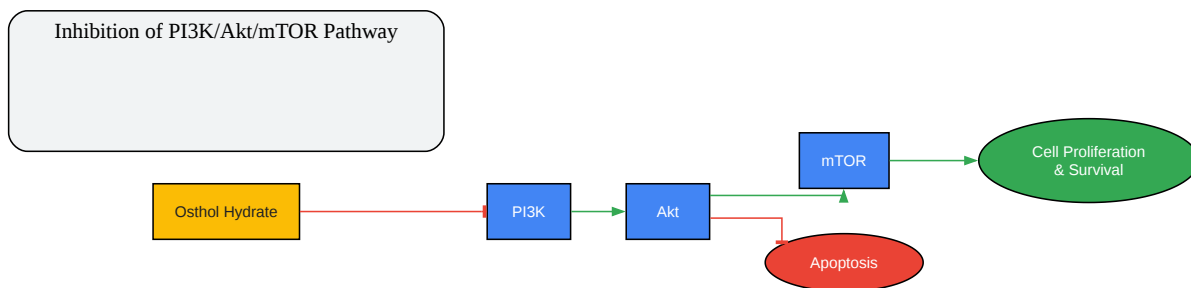 Inhibition of PI3K/Akt/mTOR Pathway
Osthol Hydrate
PI3K
Akt
mTOR
Cell Proliferation
& Survival
Apoptosis